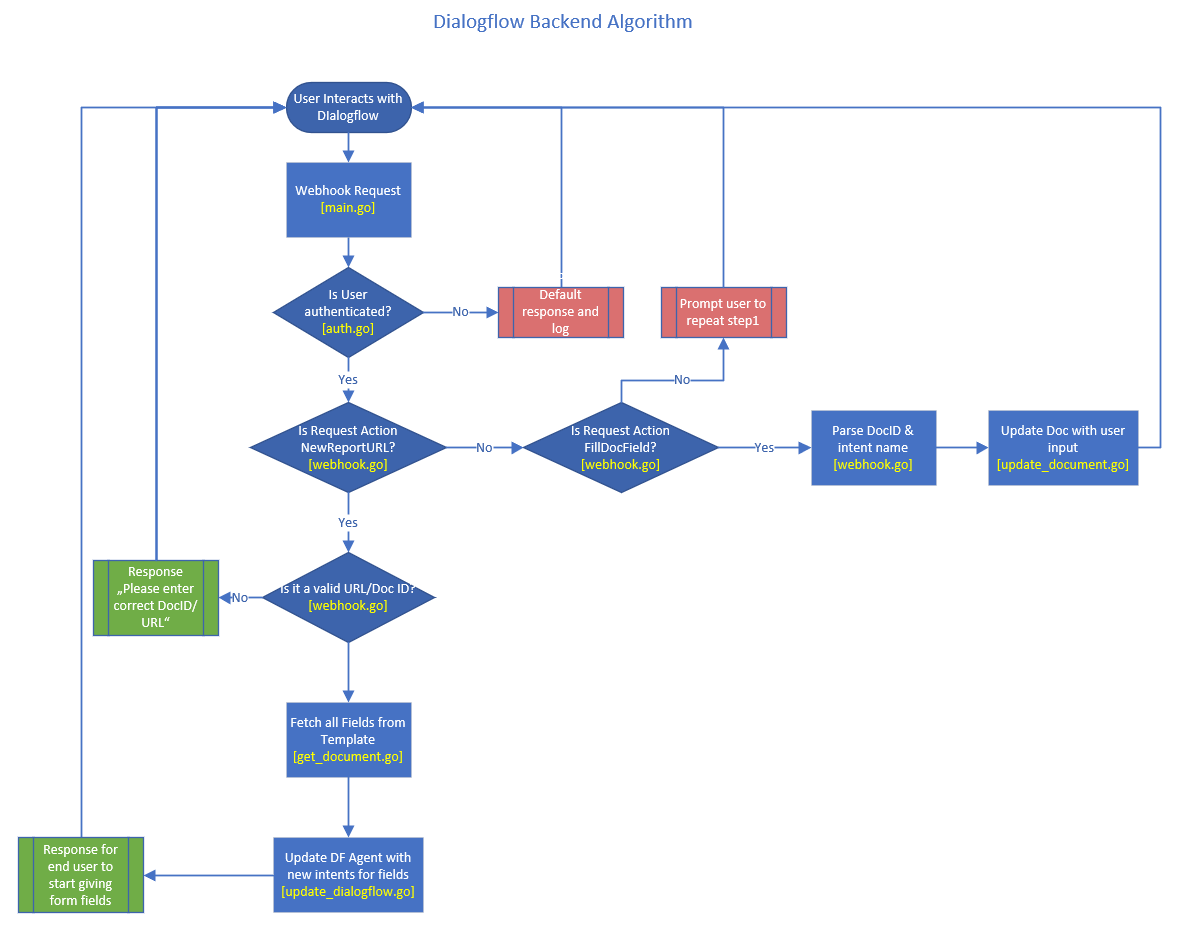 Dialogflow Backend Algorithm
User Interacts with
DIalogflow
Webhook Request
[main.go]
Is User
authenticated?
[auth.go]
No
Default
response and
log
Prompt user to
repeat step1
Yes
No
Is Request Action
NewReportURL?
[webhook.go]
No
Is Request Action
FillDocField?
[webhook.go]
Yes
Parse DocID &
intent name
[webhook.go]
Update Doc with user
input
[update_document.go]
Yes
Response
„Please enter
correct DocID/
URL“
No
Is it a valid URL/Doc ID?
[webhook.go]
Fetch all Fields from
Template
[get_document.go]
Response for
end user to
start giving
form fields
Update DF Agent with
new intents for fields
[update_dialogflow.go]